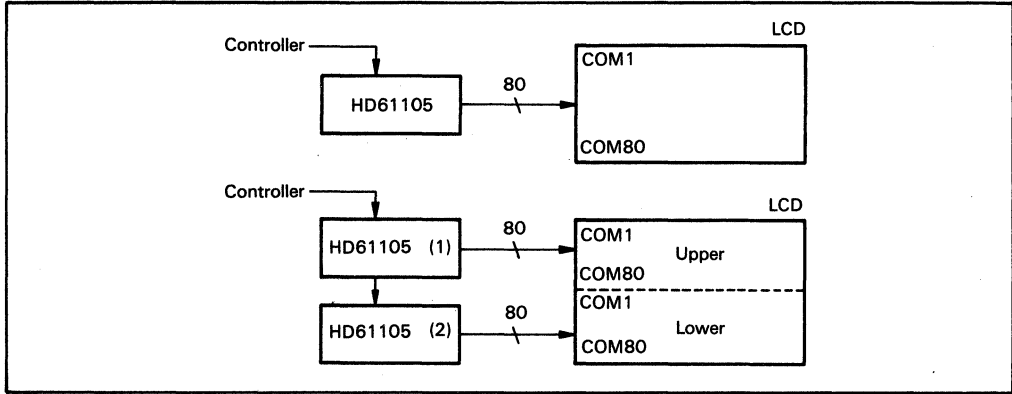 LCD
Controller
COM1
80
HD61105
COM80
Controller
LCD
80
COM1
HD61105 (1)
Upper
COM80
80
COM1
HD61105 (2)
Lower
COM80